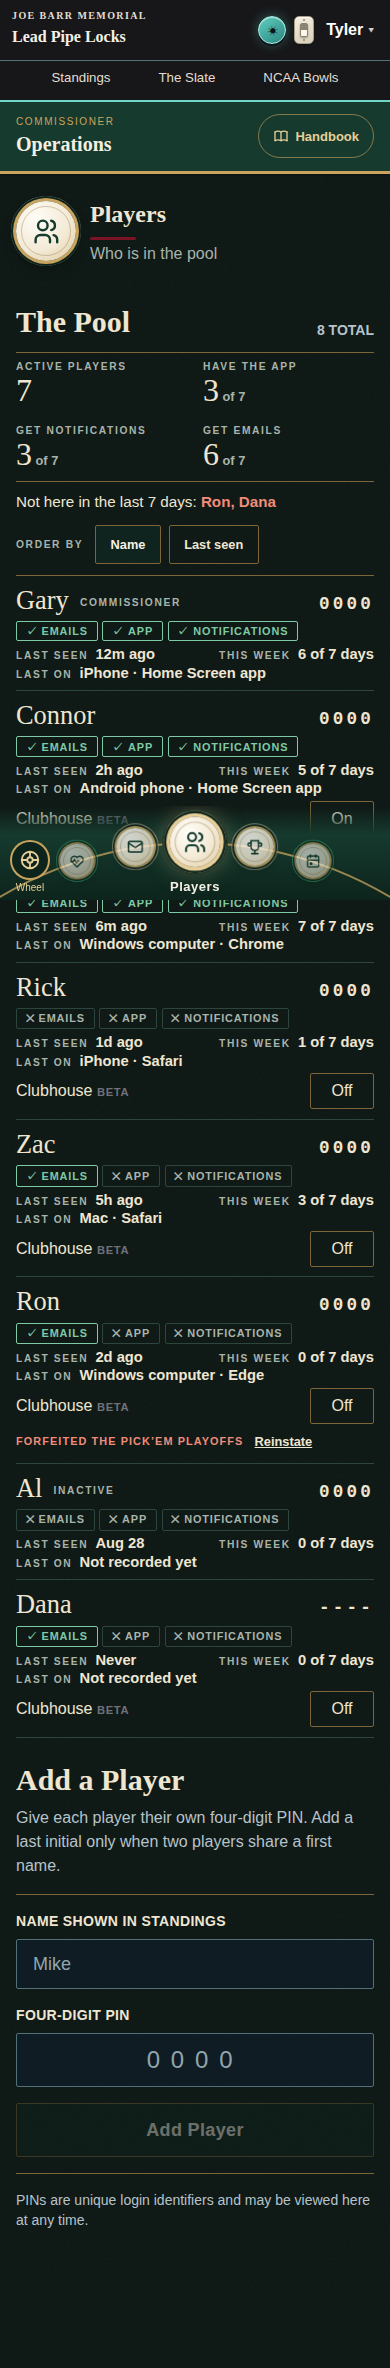 JOE BARR MEMORIAL
Lead Pipe Locks
Tyler
Standings The Slate NCAA Bowls
COMMISSIONER
Operations
Handbook
Players
Who is in the pool
The Pool 8 TOTAL
ACTIVE PLAYERS HAVE THE APP
7 3 of 7
GET NOTIFICATIONS GET EMAILS
3 of 7 6 of 7
Not here in the last 7 days: Ron, Dana
ORDER BY Name Last seen
Gary COMMISSIONER 0000
✓ EMAILS ✓ APP ✓ NOTIFICATIONS
LAST SEEN 12m ago THIS WEEK 6 of 7 days
LAST ON iPhone · Home Screen app
Connor 0000
✓ EMAILS ✓ APP ✓ NOTIFICATIONS
LAST SEEN 2h ago THIS WEEK 5 of 7 days
LAST ON Android phone · Home Screen app
Clubhouse BETA On
Wheel
Players
✓ EMAILS ✓ APP ✓ NOTIFICATIONS
LAST SEEN 6m ago THIS WEEK 7 of 7 days
LAST ON Windows computer · Chrome
Rick 0000
✕ EMAILS ✕ APP ✕ NOTIFICATIONS
LAST SEEN 1d ago THIS WEEK 1 of 7 days
LAST ON iPhone · Safari
Clubhouse BETA Off
Zac 0000
✓ EMAILS ✕ APP ✕ NOTIFICATIONS
LAST SEEN 5h ago THIS WEEK 3 of 7 days
LAST ON Mac · Safari
Clubhouse BETA Off
Ron 0000
✓ EMAILS ✕ APP ✕ NOTIFICATIONS
LAST SEEN 2d ago THIS WEEK 0 of 7 days
LAST ON Windows computer · Edge
Clubhouse BETA Off
FORFEITED THE PICK'EM PLAYOFFS Reinstate
Al INACTIVE 0000
✕ EMAILS ✕ APP ✕ NOTIFICATIONS
LAST SEEN Aug 28 THIS WEEK 0 of 7 days
LAST ON Not recorded yet
Dana ----
✓ EMAILS ✕ APP ✕ NOTIFICATIONS
LAST SEEN Never THIS WEEK 0 of 7 days
LAST ON Not recorded yet
Clubhouse BETA Off
Add a Player
Give each player their own four-digit PIN. Add a
last initial only when two players share a first
name.
NAME SHOWN IN STANDINGS
Mike
FOUR-DIGIT PIN
0000
Add Player
PINs are unique login identifiers and may be viewed here
at any time.